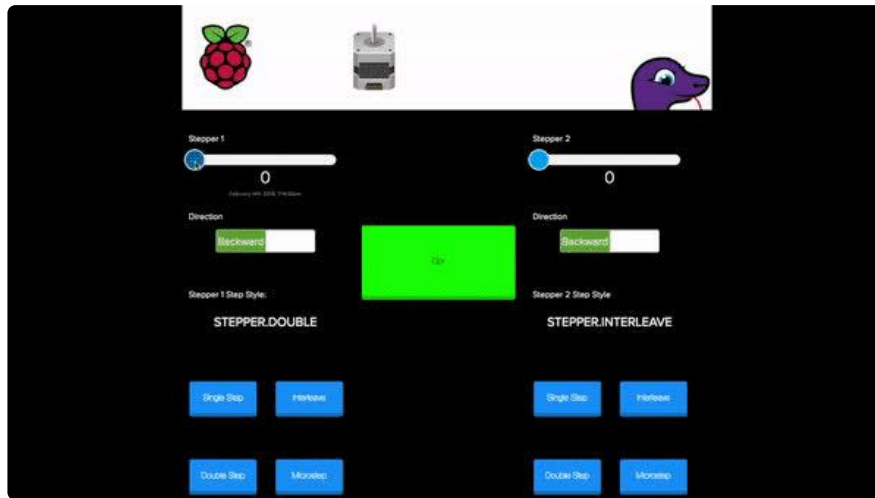 Stepper 1
0
Direction
Backward
Stepper 1 Step Style:
STEPPER.DOUBLE
Single Step
Interleave
Double Step
Microstep
Stepper 2
0
Direction
Backward
Stepper 2 Step Style
STEPPER.INTERLEAVE
Single Step
Interleave
Double Step
Microstep